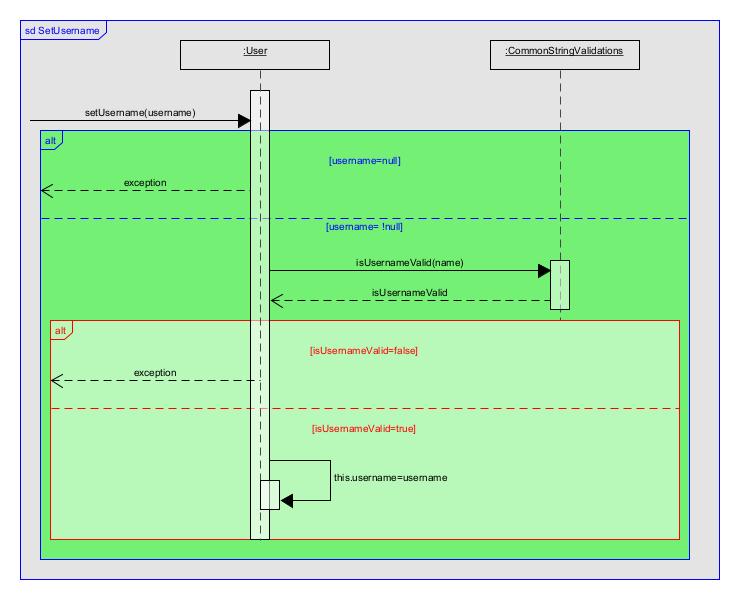 sd SetUsername
:User
:CommonStringValidations
setUsername(username)
alt
[username=null]
exception
[username= !null]
isUsernameValid(name)
isUsernameValid
alt
[isUsernameValid=false]
exception
[isUsernameValid=true]
this.username=username